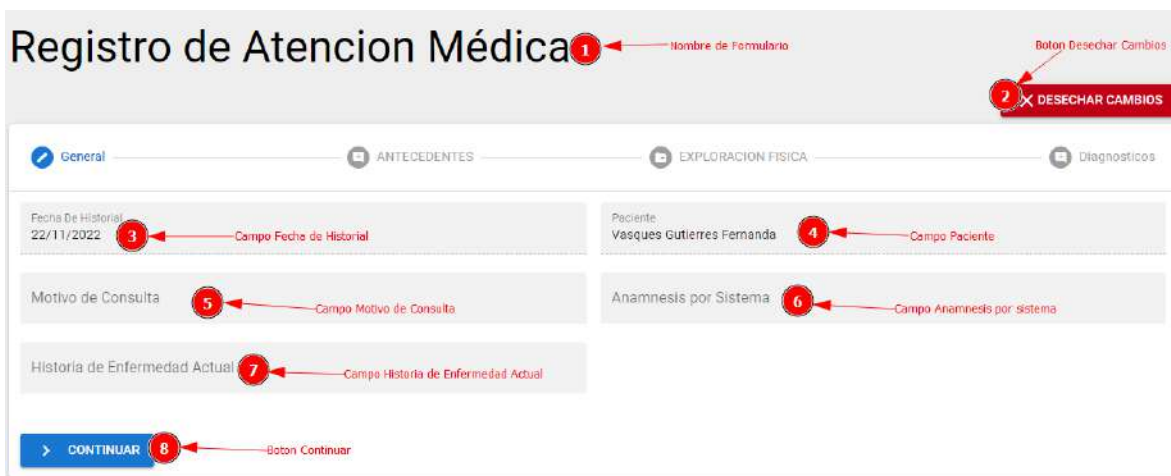 Registro de Atencion Médica 1 Nombre de Formulario
Boton Desechar Cambios
2 X DESECHAR CAMBIOS
General ANTECEDENTES EXPLORACION FISICA Diagnosticos
Fecha De Historial
22/11/2022 3 Campo Fecha de Historial
Paciente
Vasques Gutierres Fernanda 4 Campo Paciente
Motivo de Consulta 5 Campo Motivo de Consulta
Anamnesis por Sistema 6 Campo Anamnesis por sistema
Historia de Enfermedad Actual 7 Campo Historia de Enfermedad Actual
> CONTINUAR 8 Boton Continuar